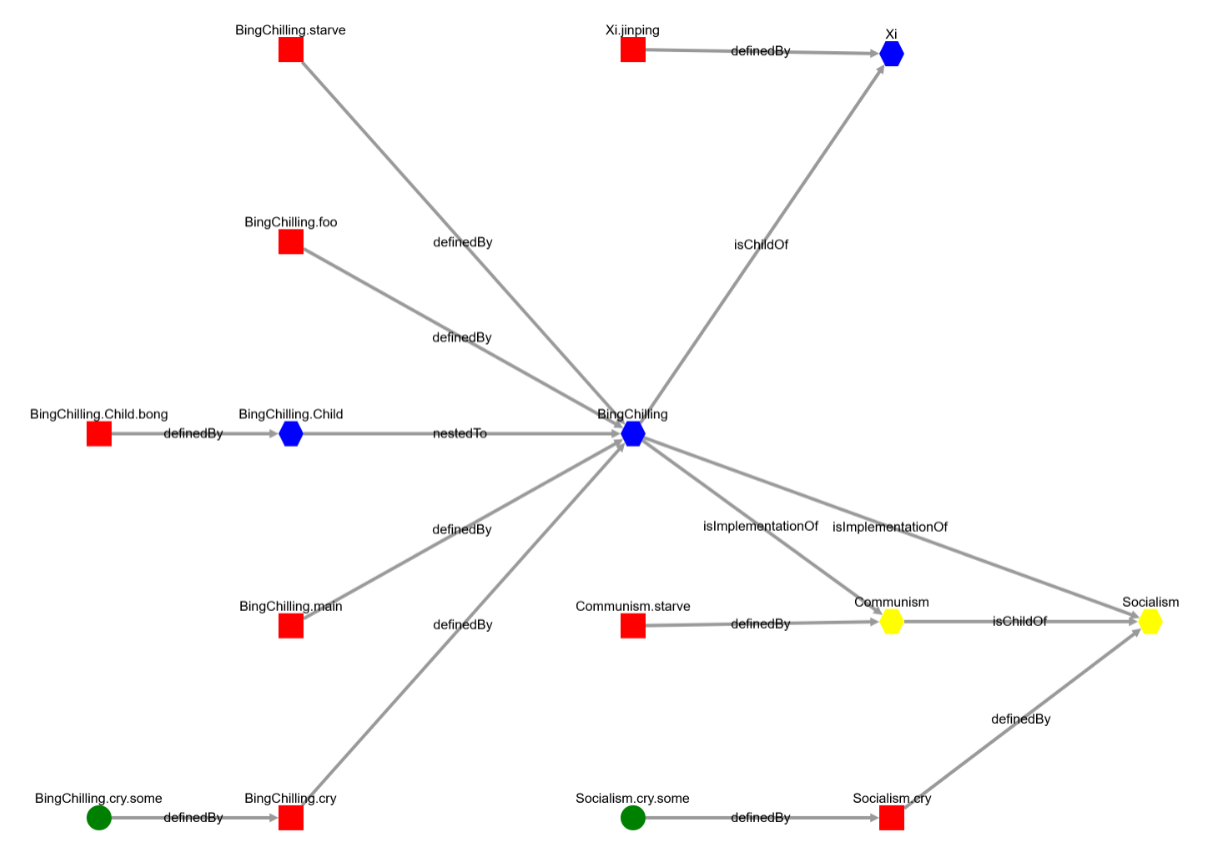 BingChilling.starve
Xi.jinping
Xi
definedBy
BingChilling.foo
definedBy
isChildOf
definedBy
BingChilling.Child.bong
BingChilling.Child
BingChilling
definedBy
nestedTo
definedBy
isImplementationOf
isImplementationOf
BingChilling.main
Communism.starve
Communism
Socialism
definedBy
definedBy
isChildOf
definedBy
BingChilling.cry.some
BingChilling.cry
Socialism.cry.some
Socialism.cry
definedBy
definedBy